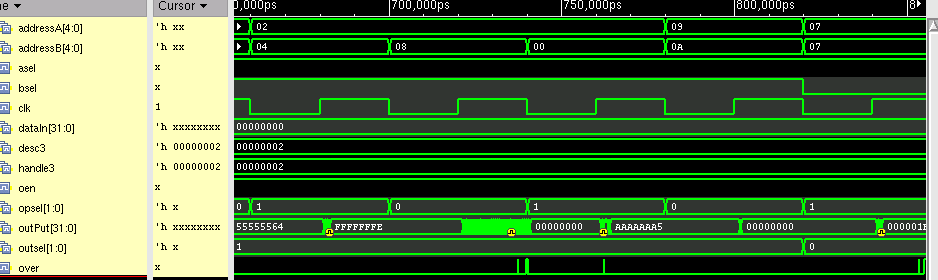 ne Cursor 0,000ps 700,000ps 750,000ps 800,000ps 8
addressA[4:0] 'h xx 02 09 07
addressB[4:0] 'h xx 04 08 00 0A 07
asel x
bsel x
clk 1
dataIn[31:0] 'h xxxxxxxx 00000000
desc3 'h 00000002 00000002
handle3 'h 00000002 00000002
oen x
opsel[1:0] 'h x 0 1 0 1 0 1
outPut[31:0] 'h xxxxxxxx 55555564 FFFFFFFE 00000000 AAAAAAA5 00000000 000001
outsel[1:0] 'h x 1 0
over x